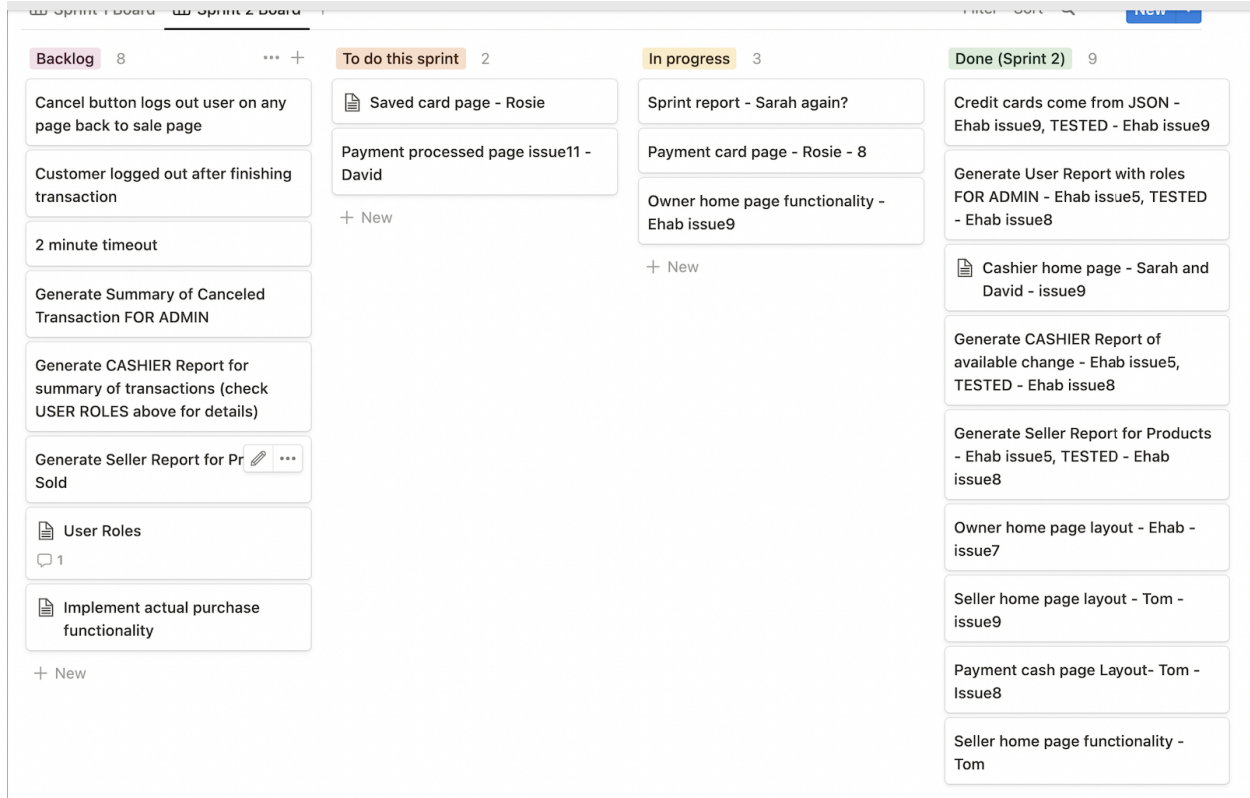 Sprint 1 Board Sprint 2 Board +
Filter Sort New
Backlog 8
Cancel button logs out user on any
page back to sale page
Customer logged out after finishing
transaction
2 minute timeout
Generate Summary of Canceled
Transaction FOR ADMIN
Generate CASHIER Report for
summary of transactions (check
USER ROLES above for details)
Generate Seller Report for Pr
Sold
User Roles
1
Implement actual purchase
functionality
+ New
To do this sprint 2
Saved card page - Rosie
Payment processed page issue11 -
David
+ New
In progress 3
Sprint report - Sarah again?
Payment card page - Rosie - 8
Owner home page functionality -
Ehab issue9
+ New
Done (Sprint 2) 9
Credit cards come from JSON -
Ehab issue9, TESTED - Ehab issue9
Generate User Report with roles
FOR ADMIN - Ehab issue5, TESTED
- Ehab issue8
Cashier home page - Sarah and
David - issue9
Generate CASHIER Report of
available change - Ehab issue5,
TESTED - Ehab issue8
Generate Seller Report for Products
- Ehab issue5, TESTED - Ehab
issue8
Owner home page layout - Ehab -
issue7
Seller home page layout - Tom -
issue9
Payment cash page Layout- Tom -
Issue8
Seller home page functionality -
Tom